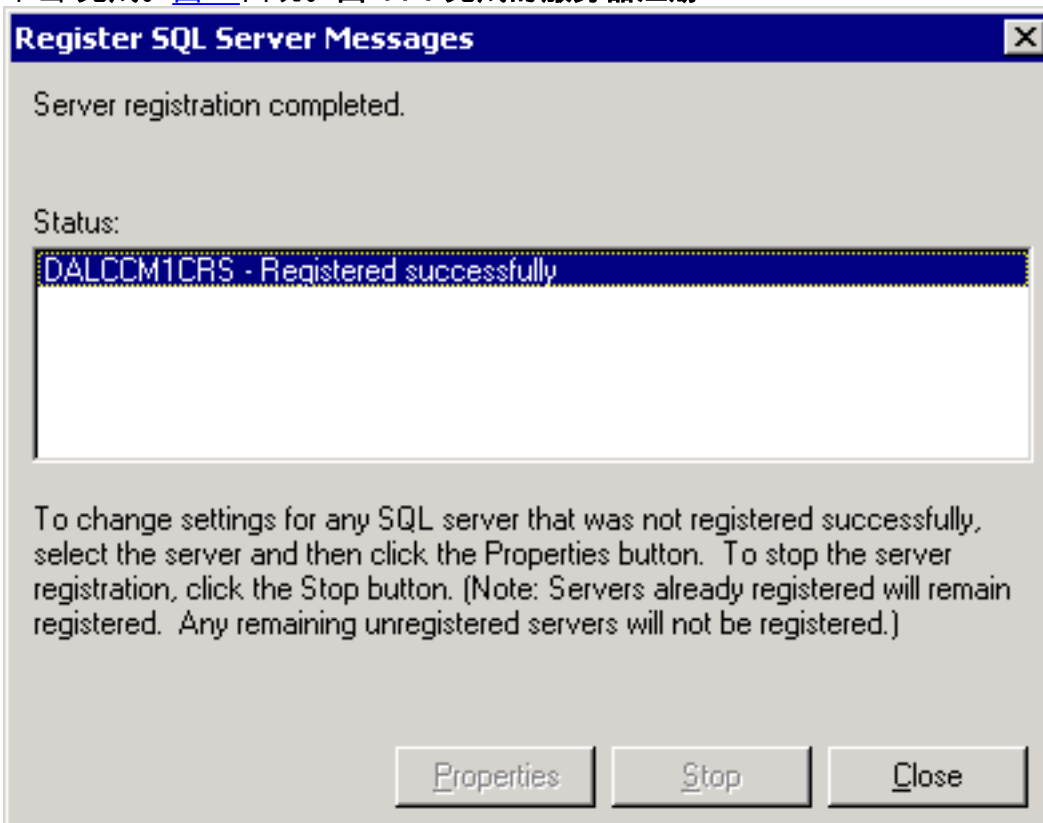 Register SQL Server Messages
Server registration completed.
Status:
DALCCM1CRS - Registered successfully
To change settings for any SQL server that was not registered successfully,
select the server and then click the Properties button. To stop the server
registration, click the Stop button. (Note: Servers already registered will remain
registered. Any remaining unregistered servers will not be registered.)
Properties Stop Close